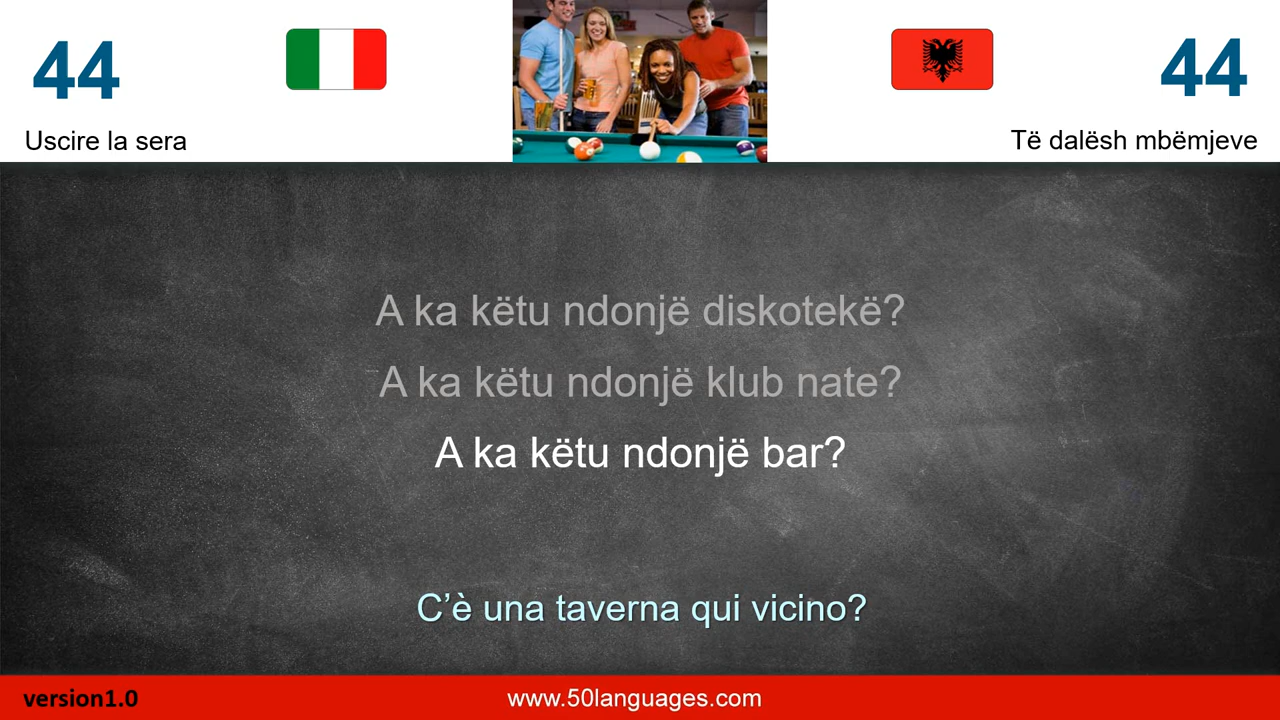 44
44
Uscire la sera
Të dalësh mbëmjeve
A ka këtu ndonjë diskotekë?
A ka këtu ndonjë klub nate?
A ka këtu ndonjë bar?
C’è una taverna qui vicino?
version1.0
www.50languages.com